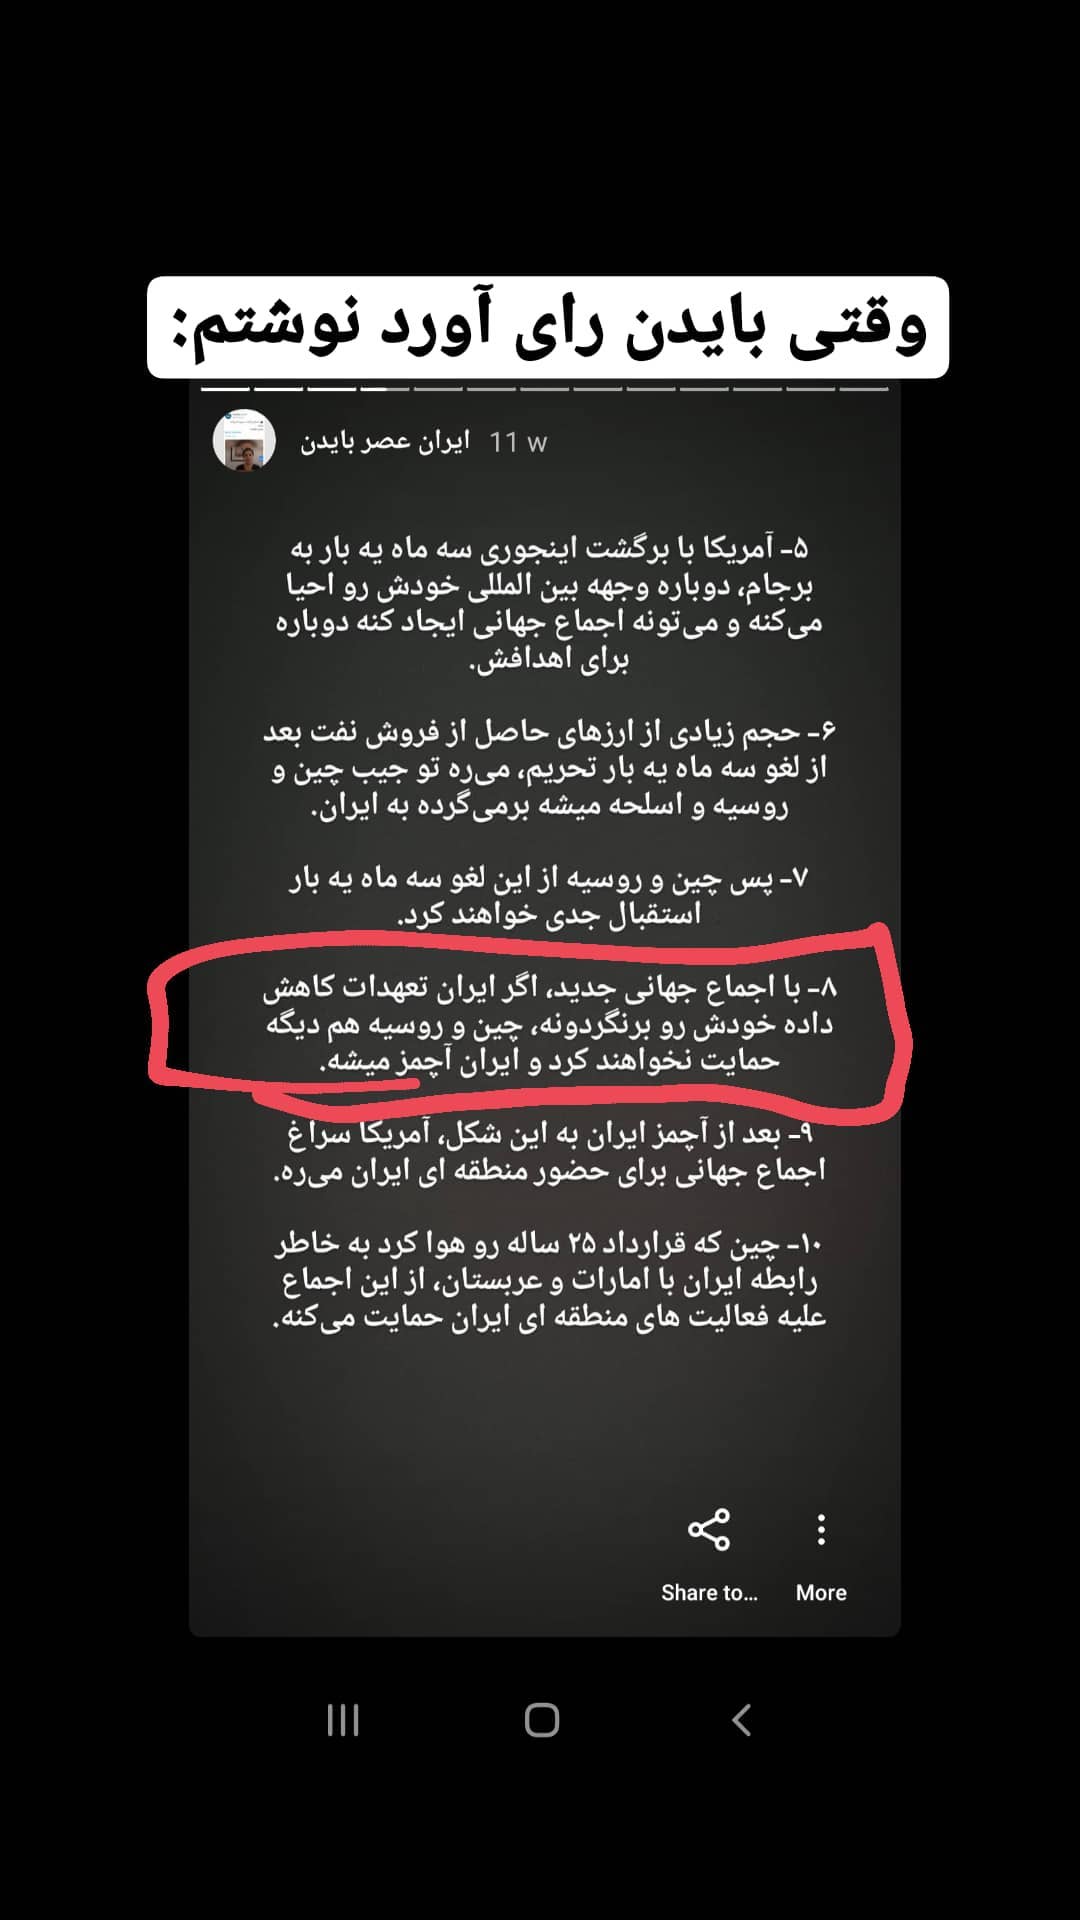 وقتی بایدن رای آورد نوشتم:
ایران عصر بایدن 11 w
۵- آمریکا با برگشت اینجوری سه ماه یه بار به
برجام، دوباره وجهه بین المللی خودش رو احیا
می‌کنه و می‌تونه اجماع جهانی ایجاد کنه دوباره
برای اهدافش.
۶- حجم زیادی از ارزهای حاصل از فروش نفت بعد
از لغو سه ماه یه بار تحریم، می‌ره تو جیب چین و
روسیه و اسلحه میشه برمی‌گرده به ایران.
۷- پس چین و روسیه از این لغو سه ماه یه بار
استقبال جدی خواهند کرد.
۸- با اجماع جهانی جدید، اگر ایران تعهدات کاهش
داده خودش رو برنگردونه، چین و روسیه هم دیگه
حمایت نخواهند کرد و ایران آچمز میشه.
۹- بعد از آچمز ایران به این شکل، آمریکا سراغ
اجماع جهانی برای حضور منطقه ای ایران می‌ره.
۱۰- چین که قرارداد ۲۵ ساله رو هوا کرد به خاطر
رابطه ایران با امارات و عربستان، از این اجماع
علیه فعالیت های منطقه ای ایران حمایت می‌کنه.
Share to... More